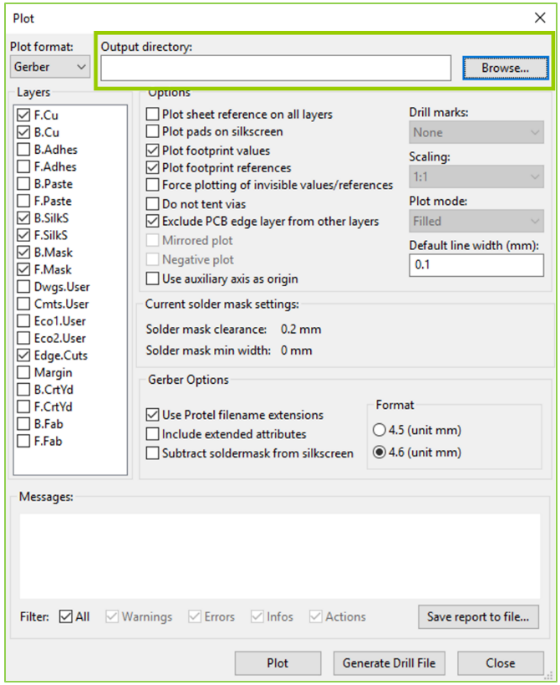 Plot
Plot format:
Gerber
Output directory:
Browse...
Layers
F.Cu
B.Cu
B.Adhes
F.Adhes
B.Paste
F.Paste
B.SilkS
F.SilkS
B.Mask
F.Mask
Dwgs.User
Cmts.User
Eco1.User
Eco2.User
Edge.Cuts
Margin
B.CrtYd
F.CrtYd
B.Fab
F.Fab
Options
Plot sheet reference on all layers
Plot pads on silkscreen
Plot footprint values
Plot footprint references
Force plotting of invisible values/references
Do not tent vias
Exclude PCB edge layer from other layers
Mirrored plot
Negative plot
Use auxiliary axis as origin
Drill marks:
None
Scaling:
1:1
Plot mode:
Filled
Default line width (mm):
0.1
Current solder mask settings:
Solder mask clearance: 0.2 mm
Solder mask min width: 0 mm
Gerber Options
Use Protel filename extensions
Include extended attributes
Subtract soldermask from silkscreen
Format
4.5 (unit mm)
4.6 (unit mm)
Messages:
Filter: All Warnings Errors Infos Actions
Save report to file...
Plot Generate Drill File Close